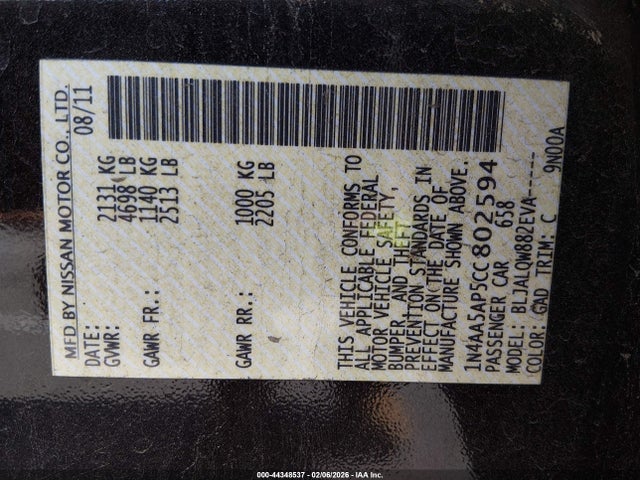 MFD BY NISSAN MOTOR CO., LTD.
DATE: 08/11
GVWR: 2131 KG
4698 LB
GAWR FR.: 1140 KG
2513 LB
GAWR RR.: 1000 KG
2205 LB
THIS VEHICLE CONFORMS TO
ALL APPLICABLE FEDERAL
MOTOR VEHICLE SAFETY,
BUMPER, AND THEFT
PREVENTION STANDARDS IN
EFFECT ON THE DATE OF
MANUFACTURE SHOWN ABOVE.
1N4AA5AP5CC802594
PASSENGER CAR 658
MODEL: BLJALQW882EVA------
COLOR: GAD TRIM: C 9N00A
000-44348537 - 02/06/2026 - IAA Inc.